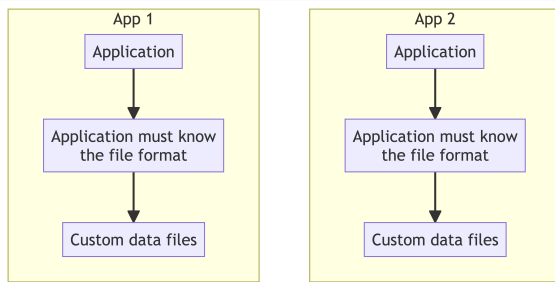 App 1
Application
Application must know
the file format
Custom data files
App 2
Application
Application must know
the file format
Custom data files